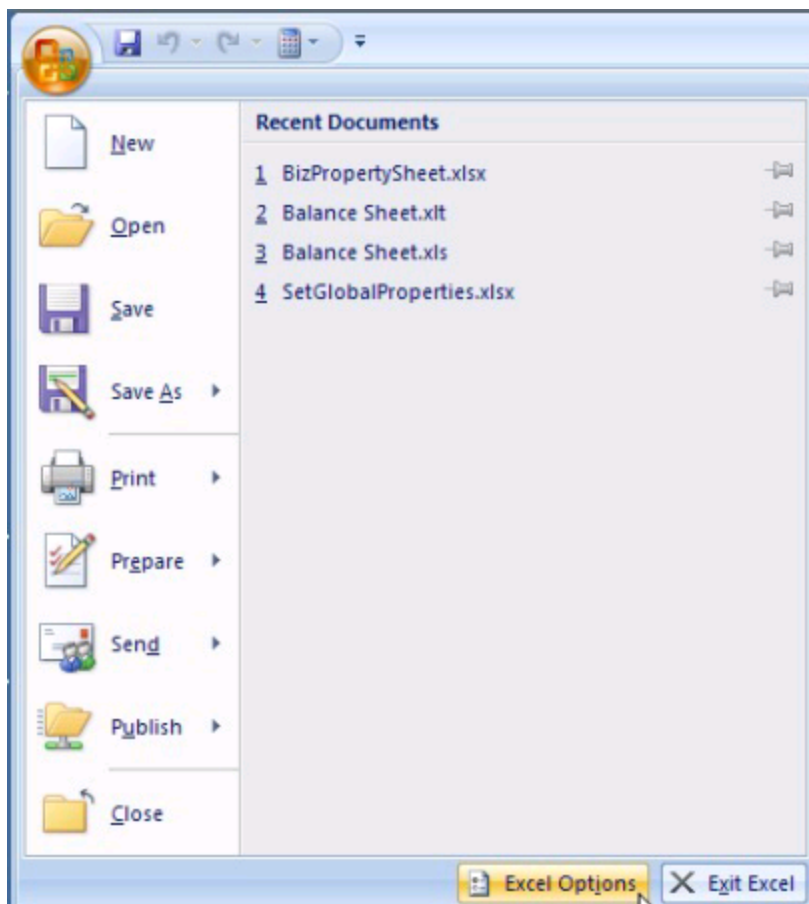 New
Open
Save
Save As
Print
Prepare
Send
Publish
Close
Recent Documents
1 BizPropertySheet.xlsx
2 Balance Sheet.xlt
3 Balance Sheet.xls
4 SetGlobalProperties.xlsx
Excel Options
Exit Excel